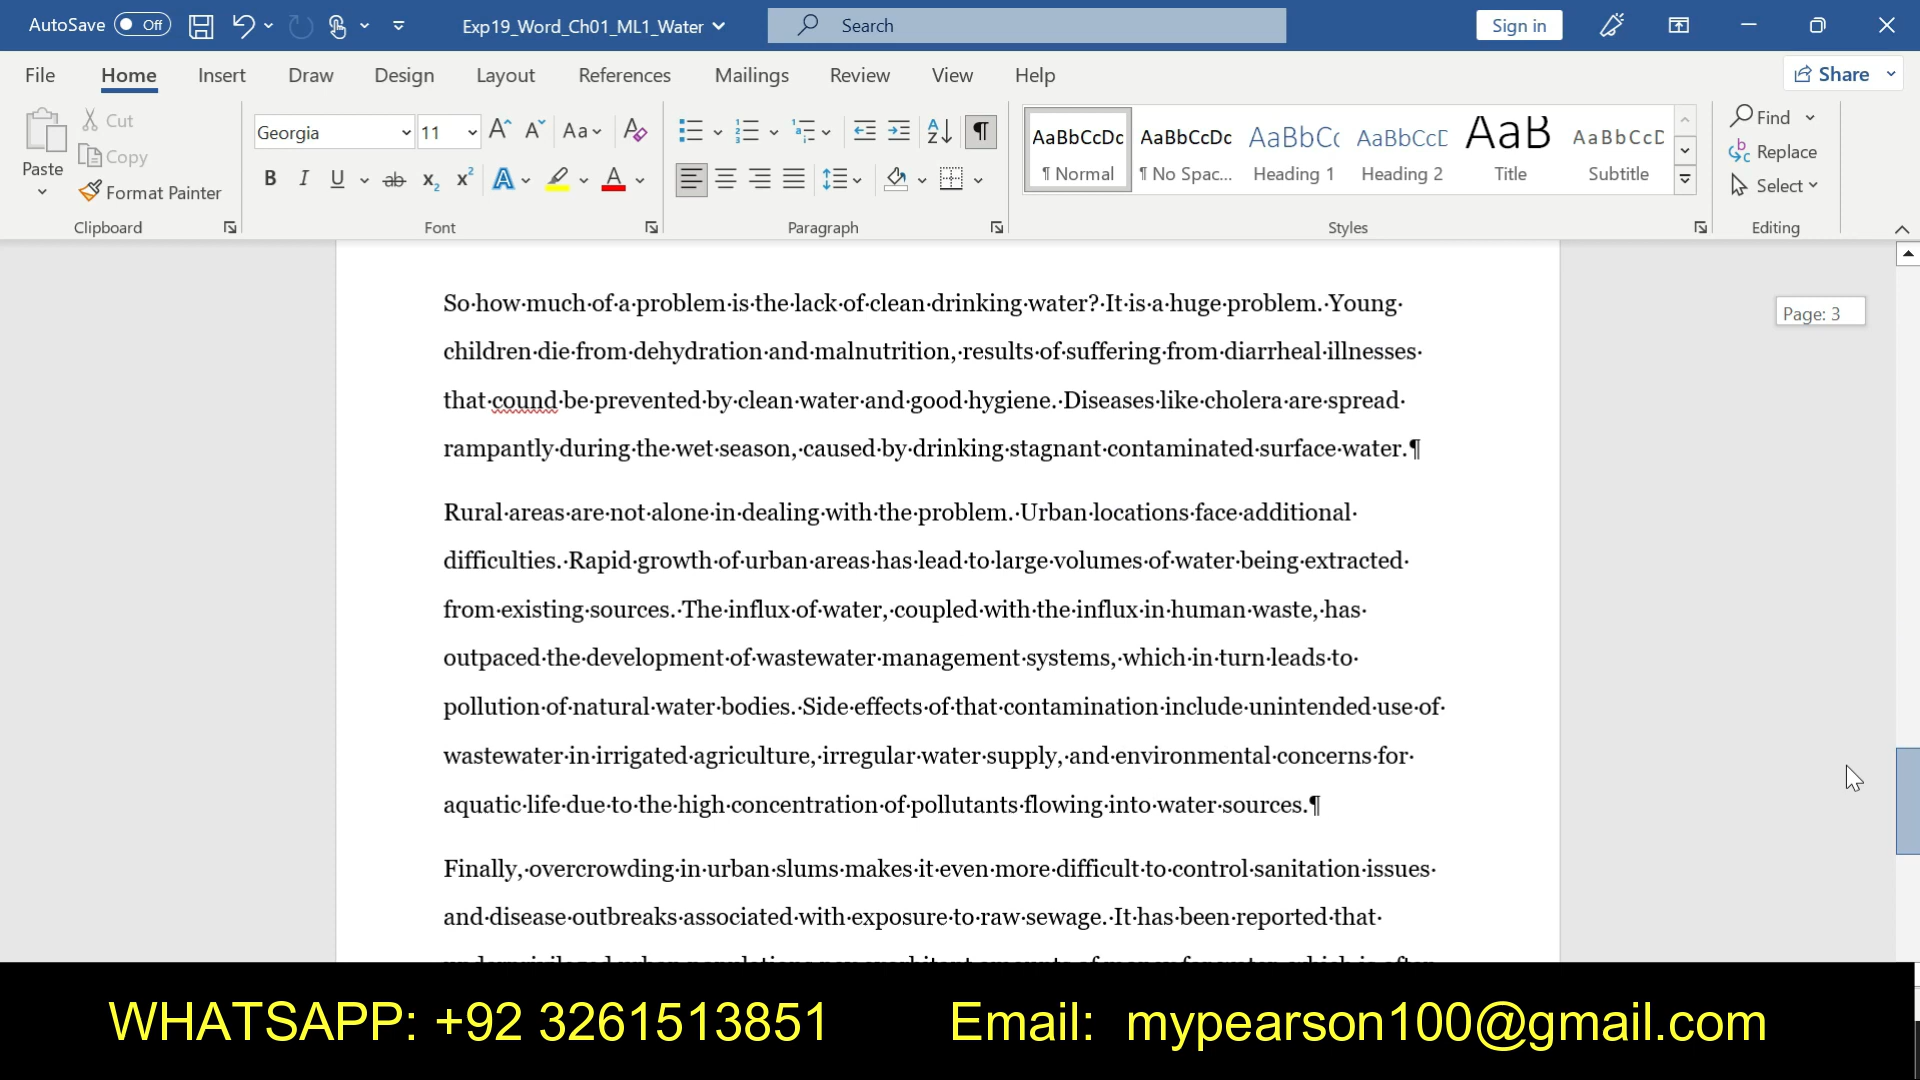 AutoSave Off Exp19_Word_Ch01_ML1_Water Search Sign in
File Home Insert Draw Design Layout References Mailings Review View Help Share
Paste Cut Copy Format Painter
Clipboard
Georgia 11 Aa
B I U ab x₂ x² A A
Font
Paragraph
AaBbCcDc AaBbCcDc AaBbCc AaBbCcD AaB AaBbCcD
¶ Normal ¶ No Spac... Heading 1 Heading 2 Title Subtitle
Styles
Find
Replace
Select
Editing
Page: 3
So·how·much·of·a·problem·is·the·lack·of·clean·drinking·water?·It·is·a·huge·problem.·Young·
children·die·from·dehydration·and·malnutrition,·results·of·suffering·from·diarrheal·illnesses·
that·cound·be·prevented·by·clean·water·and·good·hygiene.·Diseases·like·cholera·are·spread·
rampantly·during·the·wet·season,·caused·by·drinking·stagnant·contaminated·surface·water.¶
Rural·areas·are·not·alone·in·dealing·with·the·problem.·Urban·locations·face·additional·
difficulties.·Rapid·growth·of·urban·areas·has·lead·to·large·volumes·of·water·being·extracted·
from·existing·sources.·The·influx·of·water,·coupled·with·the·influx·in·human·waste,·has·
outpaced·the·development·of·wastewater·management·systems,·which·in·turn·leads·to·
pollution·of·natural·water·bodies.·Side·effects·of·that·contamination·include·unintended·use·of·
wastewater·in·irrigated·agriculture,·irregular·water·supply,·and·environmental·concerns·for·
aquatic·life·due·to·the·high·concentration·of·pollutants·flowing·into·water·sources.¶
Finally,·overcrowding·in·urban·slums·makes·it·even·more·difficult·to·control·sanitation·issues·
and·disease·outbreaks·associated·with·exposure·to·raw·sewage.·It·has·been·reported·that·
WHATSAPP: +92 3261513851 Email: mypearson100@gmail.com